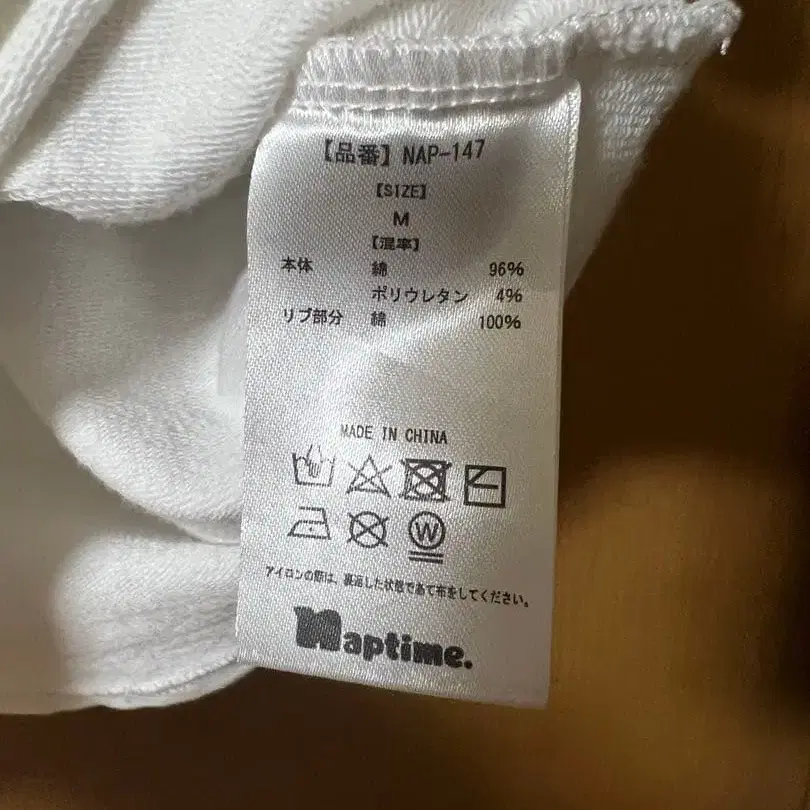 【品番】NAP-147
【SIZE】
M
【混率】
本体 綿 96%
ポリウレタン 4%
リブ部分 綿 100%
MADE IN CHINA
W
アイロンの際は、裏返した状態であて布をしてください。
Naptime.